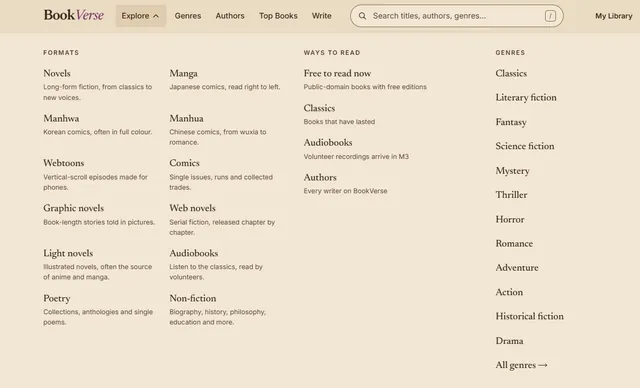 BookVerse
Explore
Genres
Authors
Top Books
Write
Search titles, authors, genres...
/
My Library
FORMATS
Novels
Long-form fiction, from classics to
new voices.
Manga
Japanese comics, read right to left.
Manhwa
Korean comics, often in full colour.
Manhua
Chinese comics, from wuxia to
romance.
Webtoons
Vertical-scroll episodes made for
phones.
Comics
Single issues, runs and collected
trades.
Graphic novels
Book-length stories told in pictures.
Web novels
Serial fiction, released chapter by
chapter.
Light novels
Illustrated novels, often the source
of anime and manga.
Audiobooks
Listen to the classics, read by
volunteers.
Poetry
Collections, anthologies and single
poems.
Non-fiction
Biography, history, philosophy,
education and more.
WAYS TO READ
Free to read now
Public-domain books with free editions
Classics
Books that have lasted
Audiobooks
Volunteer recordings arrive in M3
Authors
Every writer on BookVerse
GENRES
Classics
Literary fiction
Fantasy
Science fiction
Mystery
Thriller
Horror
Romance
Adventure
Action
Historical fiction
Drama
All genres →